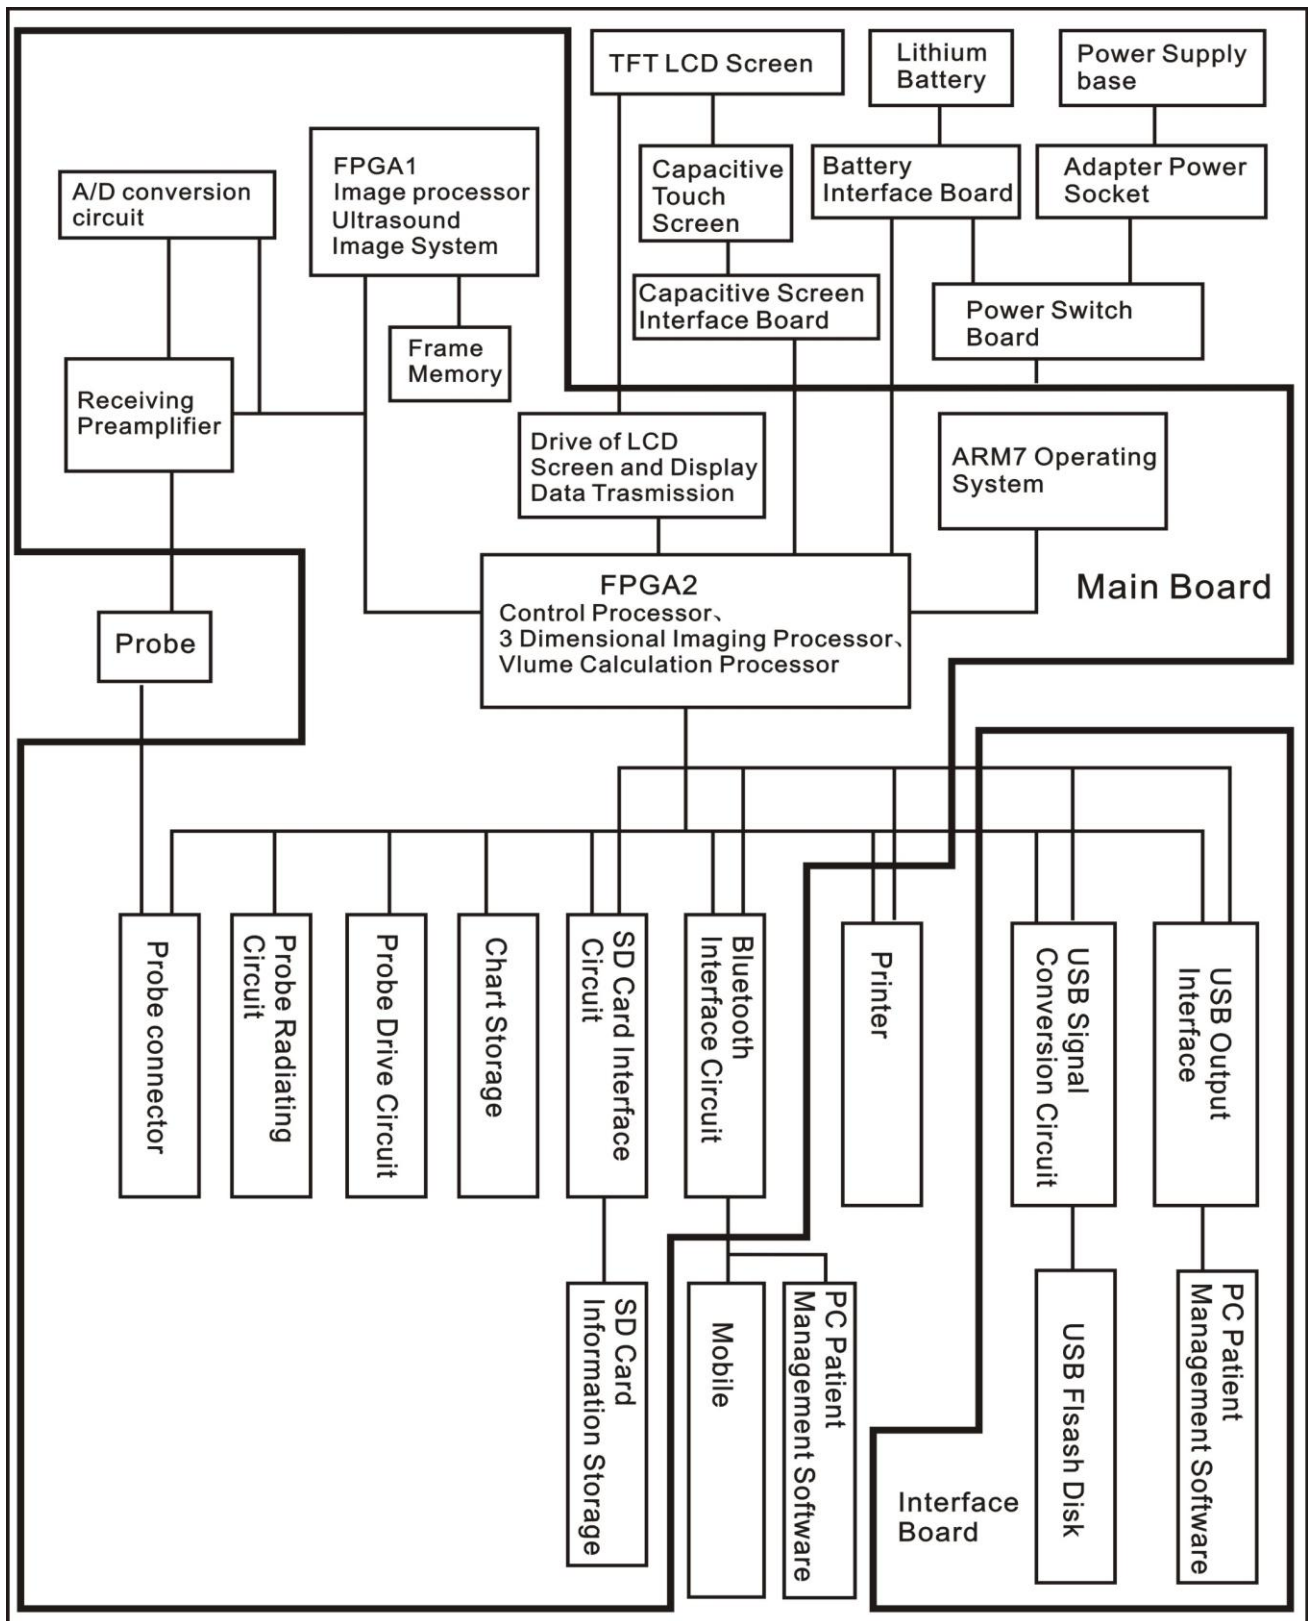 TFT LCD Screen
Lithium
Battery
Power Supply
base
A/D conversion
circuit
FPGA1
Image processor
Ultrasound
Image System
Capacitive
Touch
Screen
Battery
Interface Board
Adapter Power
Socket
Capacitive Screen
Interface Board
Power Switch
Board
Frame
Memory
Receiving
Preamplifier
Drive of LCD
Screen and Display
Data Trasmission
ARM7 Operating
System
Main Board
FPGA2
Control Processor、
3 Dimensional Imaging Processor、
Vlume Calculation Processor
Probe
Probe connector
Probe Radiating
Circuit
Probe Drive Circuit
Chart Storage
SD Card Interface
Circuit
Bluetooth
Interface Circuit
Printer
USB Signal
Conversion Circuit
USB Output
Interface
SD Card
Information Storage
Mobile
PC Patient
Management Software
Interface
Board
USB Flsash Disk
PC Patient
Management Software